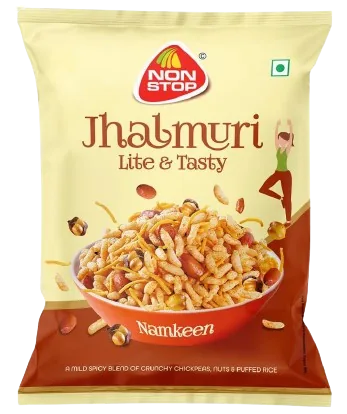 ©
NON
STOP
Jhalmuri
Lite & Tasty
Namkeen
A MILD SPICY BLEND OF CRUNCHY CHICKPEAS, NUTS & PUFFED RICE